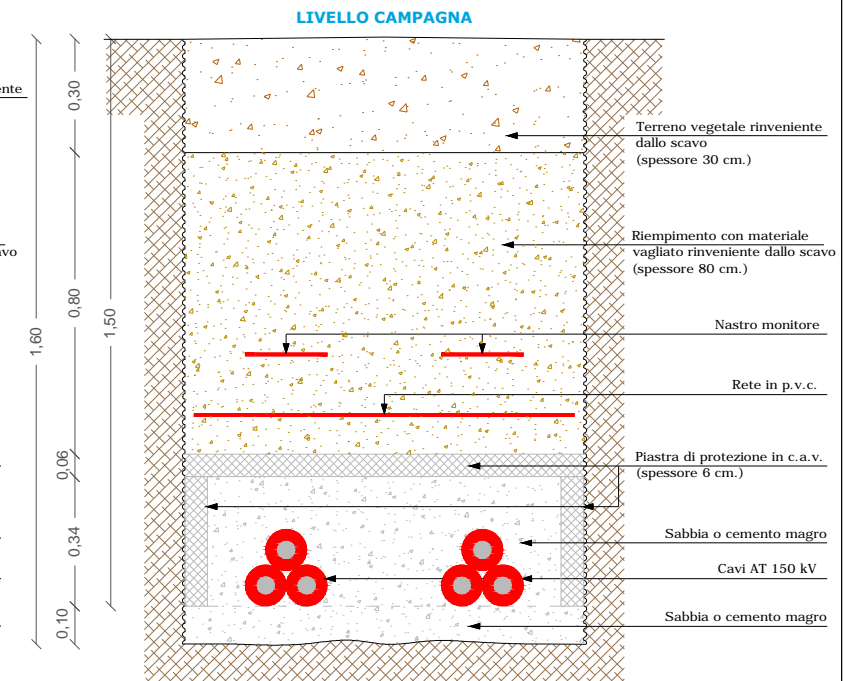 LIVELLO CAMPAGNA
ente
0,30
Terreno vegetale rinveniente
dallo scavo
(spessore 30 cm.)
Riempimento con materiale
vagliato rinveniente dallo scavo
(spessore 80 cm.)
avo
0,80
1,50
1,60
Nastro monitore
Rete in p.v.c.
Piastra di protezione in c.a.v.
(spessore 6 cm.)
0,06
0,34
Sabbia o cemento magro
Cavi AT 150 kV
0,10
Sabbia o cemento magro